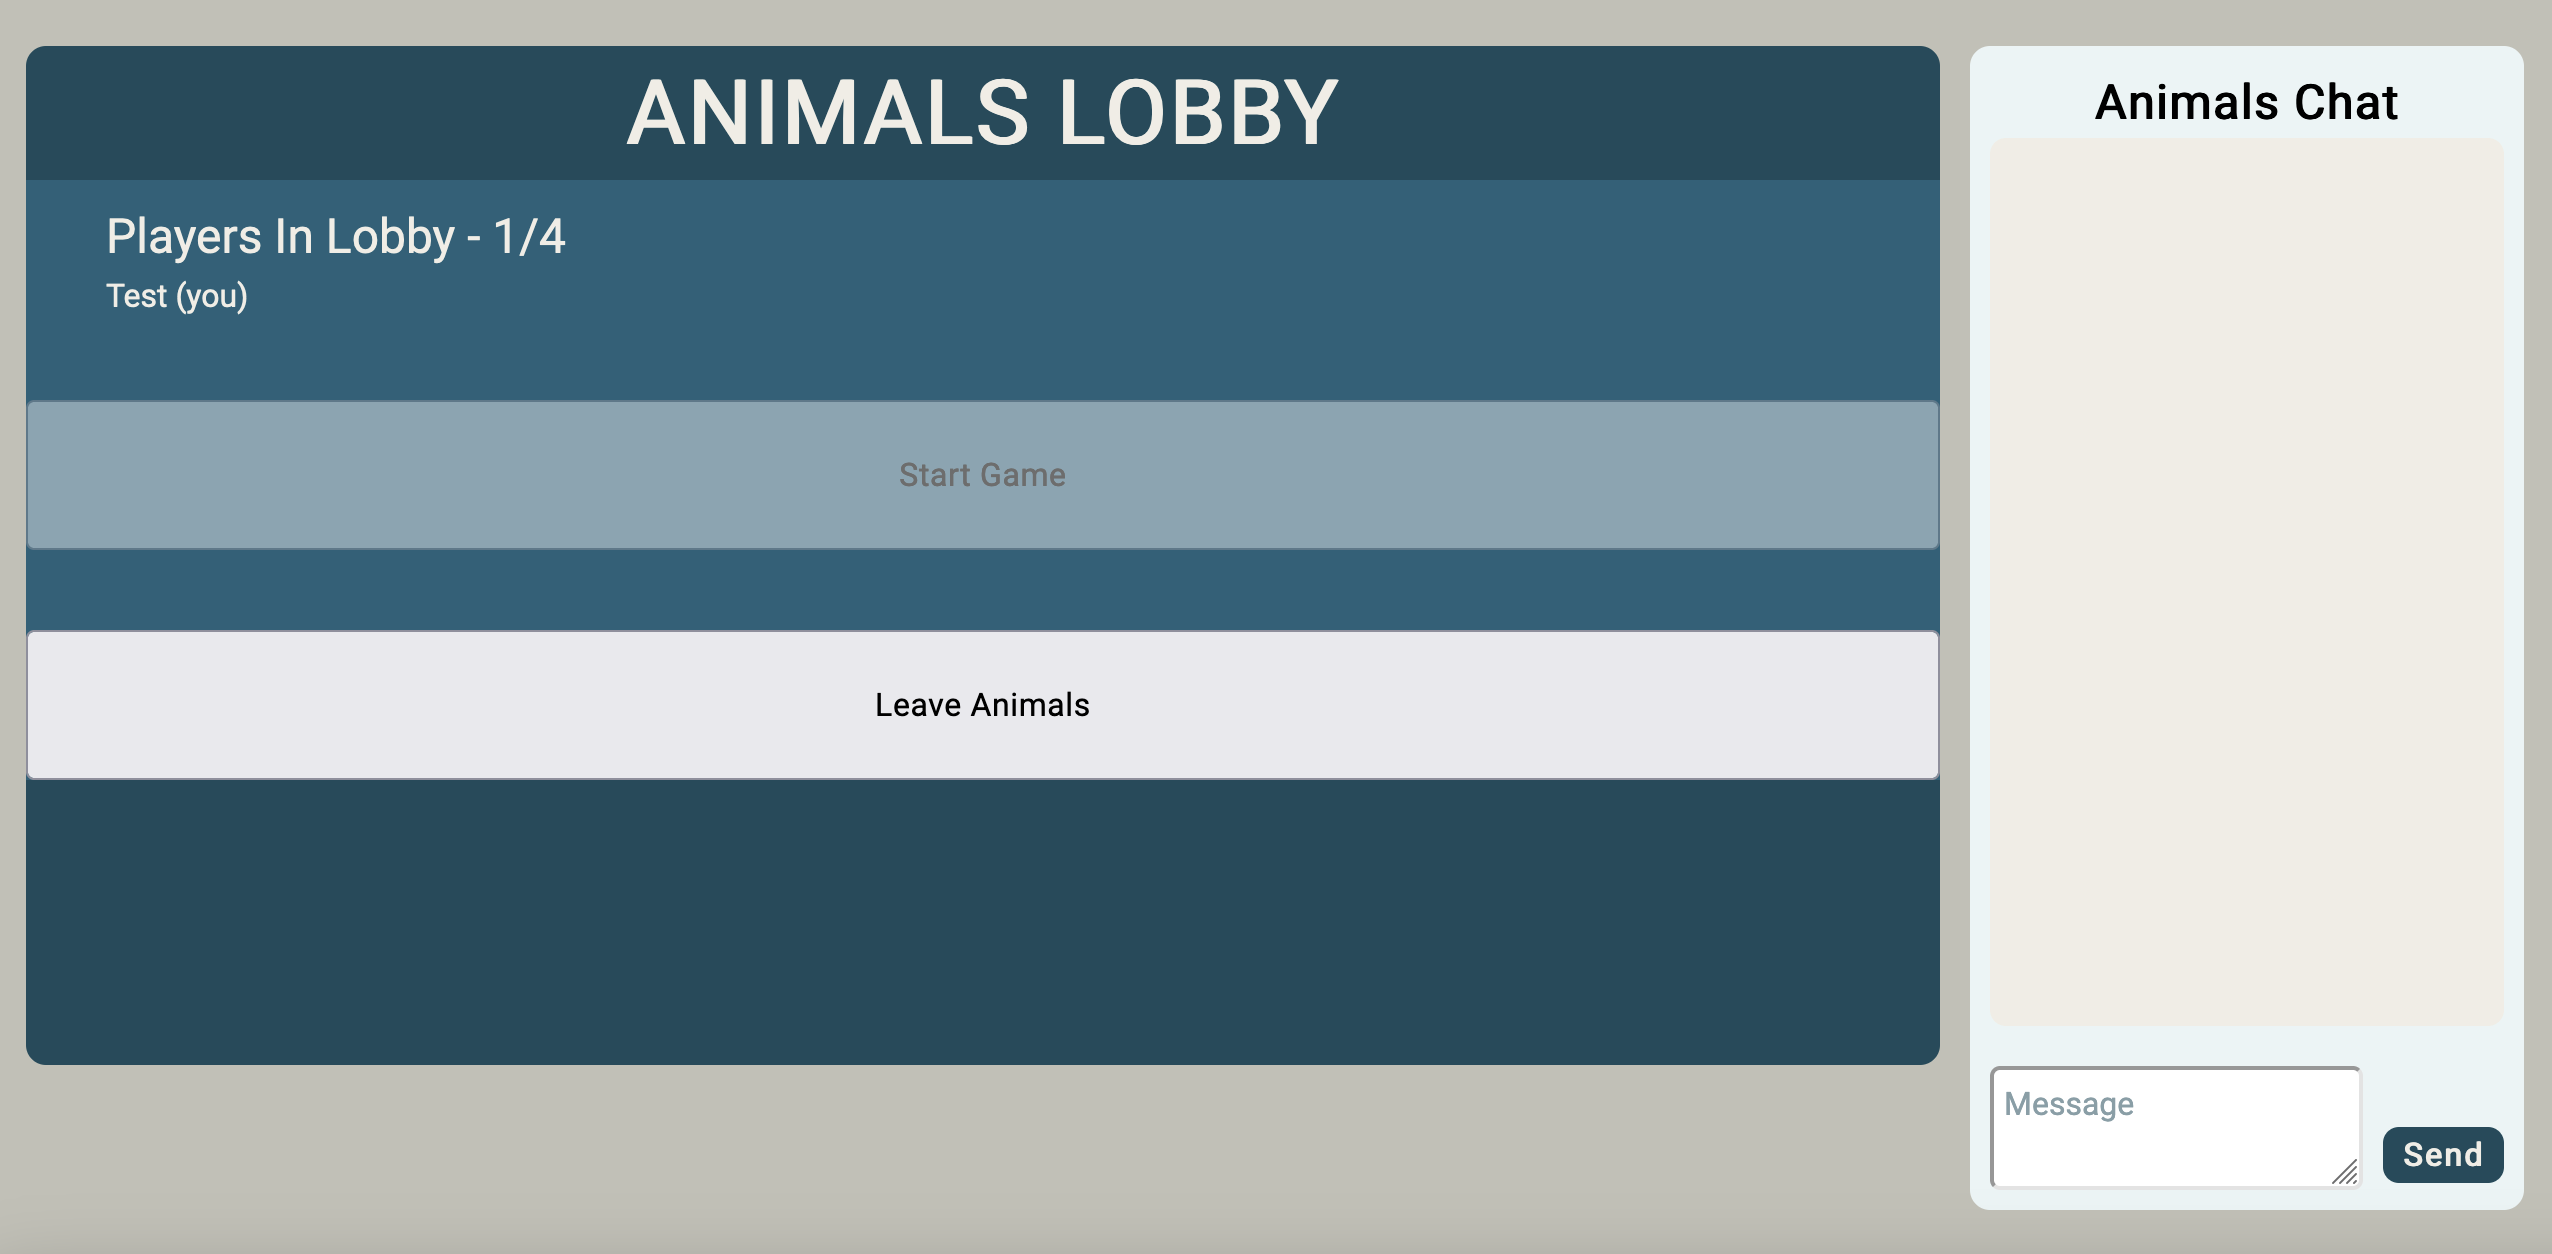 ANIMALS LOBBY
Players In Lobby - 1/4
Test (you)
Start Game
Leave Animals
Animals Chat
Message
Send